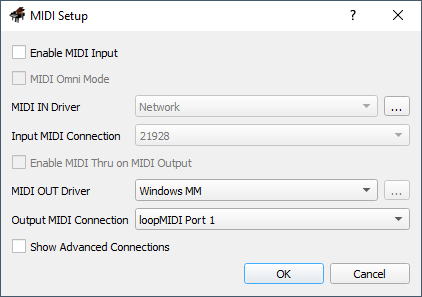 MIDI Setup
?
Enable MIDI Input
MIDI Omni Mode
MIDI IN Driver Network ...
Input MIDI Connection 21928
Enable MIDI Thru on MIDI Output
MIDI OUT Driver Windows MM ...
Output MIDI Connection loopMIDI Port 1
Show Advanced Connections
OK Cancel